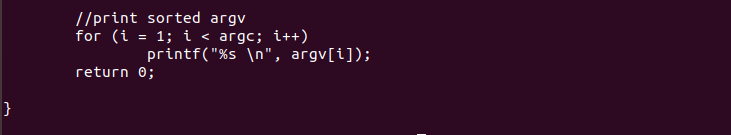 //print sorted argv
for (i = 1; i < argc; i++)
printf("%s \n", argv[i]);
return 0;
}